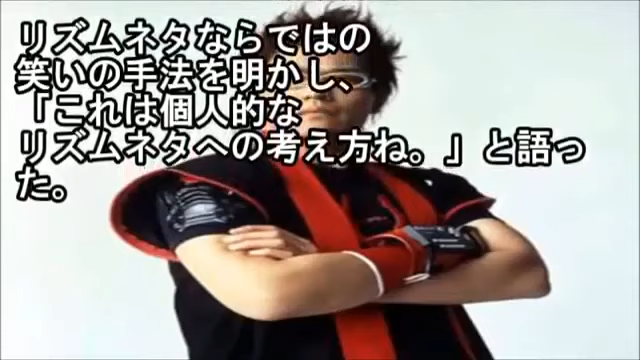 リズムネタならではの
笑いの手法を明かし、
「これは個人的な
リズムネタへの考え方ね。」と語っ
た。